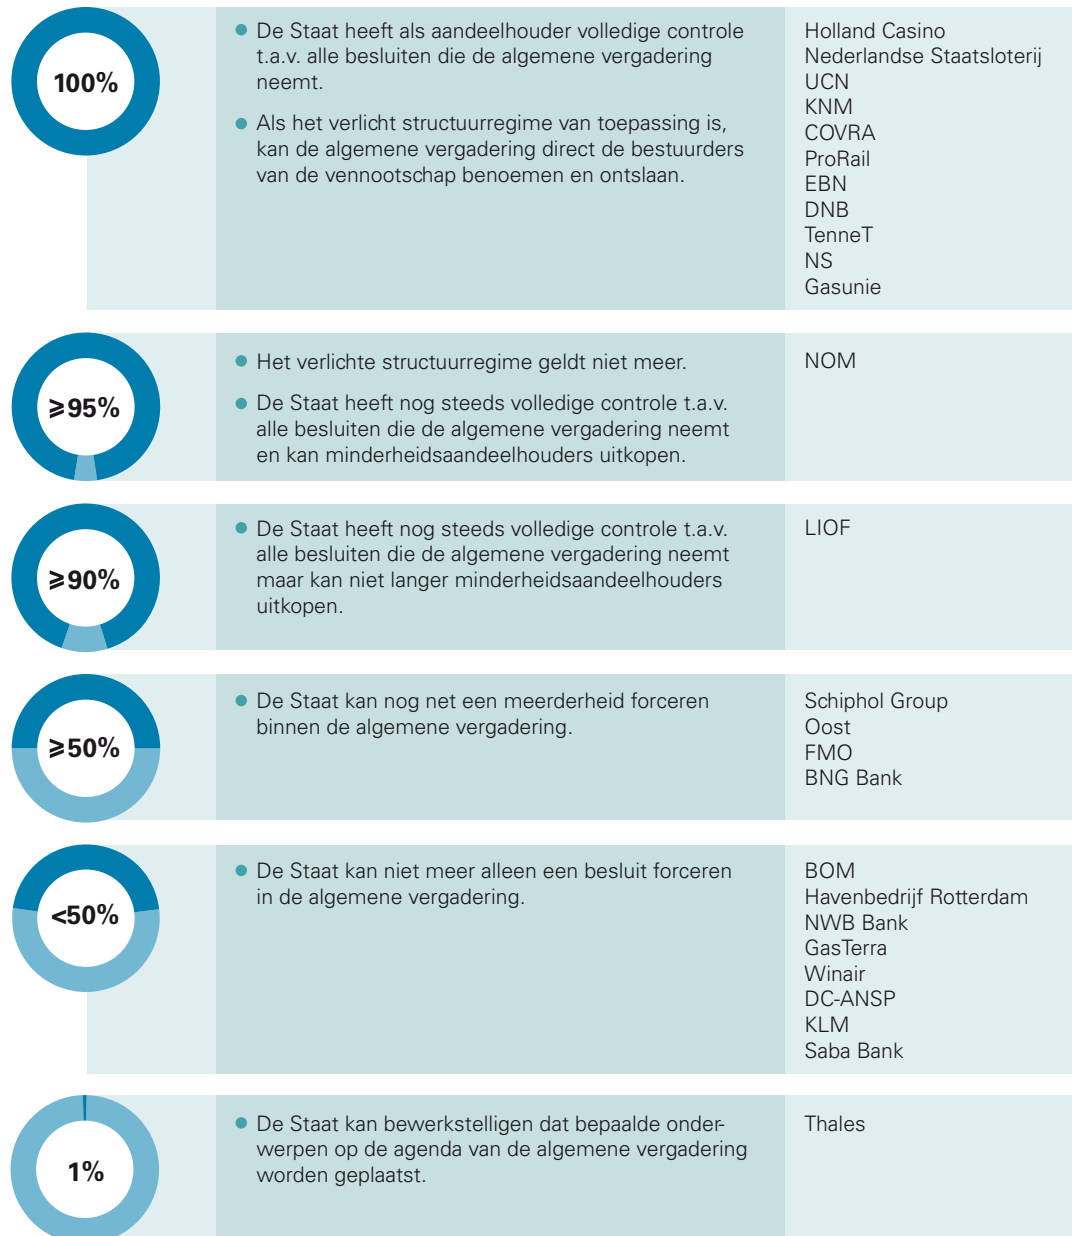 100%
• De Staat heeft als aandeelhouder volledige controle
t.a.v. alle besluiten die de algemene vergadering
neemt.
• Als het verlicht structuurregime van toepassing is,
kan de algemene vergadering direct de bestuurders
van de vennootschap benoemen en ontslaan.
Holland Casino
Nederlandse Staatsloterij
UCN
KNM
COVRA
ProRail
EBN
DNB
TenneT
NS
Gasunie
⩾95%
• Het verlichte structuurregime geldt niet meer.
• De Staat heeft nog steeds volledige controle t.a.v.
alle besluiten die de algemene vergadering neemt
en kan minderheidsaandeelhouders uitkopen.
NOM
⩾90%
• De Staat heeft nog steeds volledige controle t.a.v.
alle besluiten die de algemene vergadering neemt
maar kan niet langer minderheidsaandeelhouders
uitkopen.
LIOF
⩾50%
• De Staat kan nog net een meerderheid forceren
binnen de algemene vergadering.
Schiphol Group
Oost
FMO
BNG Bank
<50%
• De Staat kan niet meer alleen een besluit forceren
in de algemene vergadering.
BOM
Havenbedrijf Rotterdam
NWB Bank
GasTerra
Winair
DC-ANSP
KLM
Saba Bank
1%
• De Staat kan bewerkstelligen dat bepaalde onder-
werpen op de agenda van de algemene vergadering
worden geplaatst.
Thales